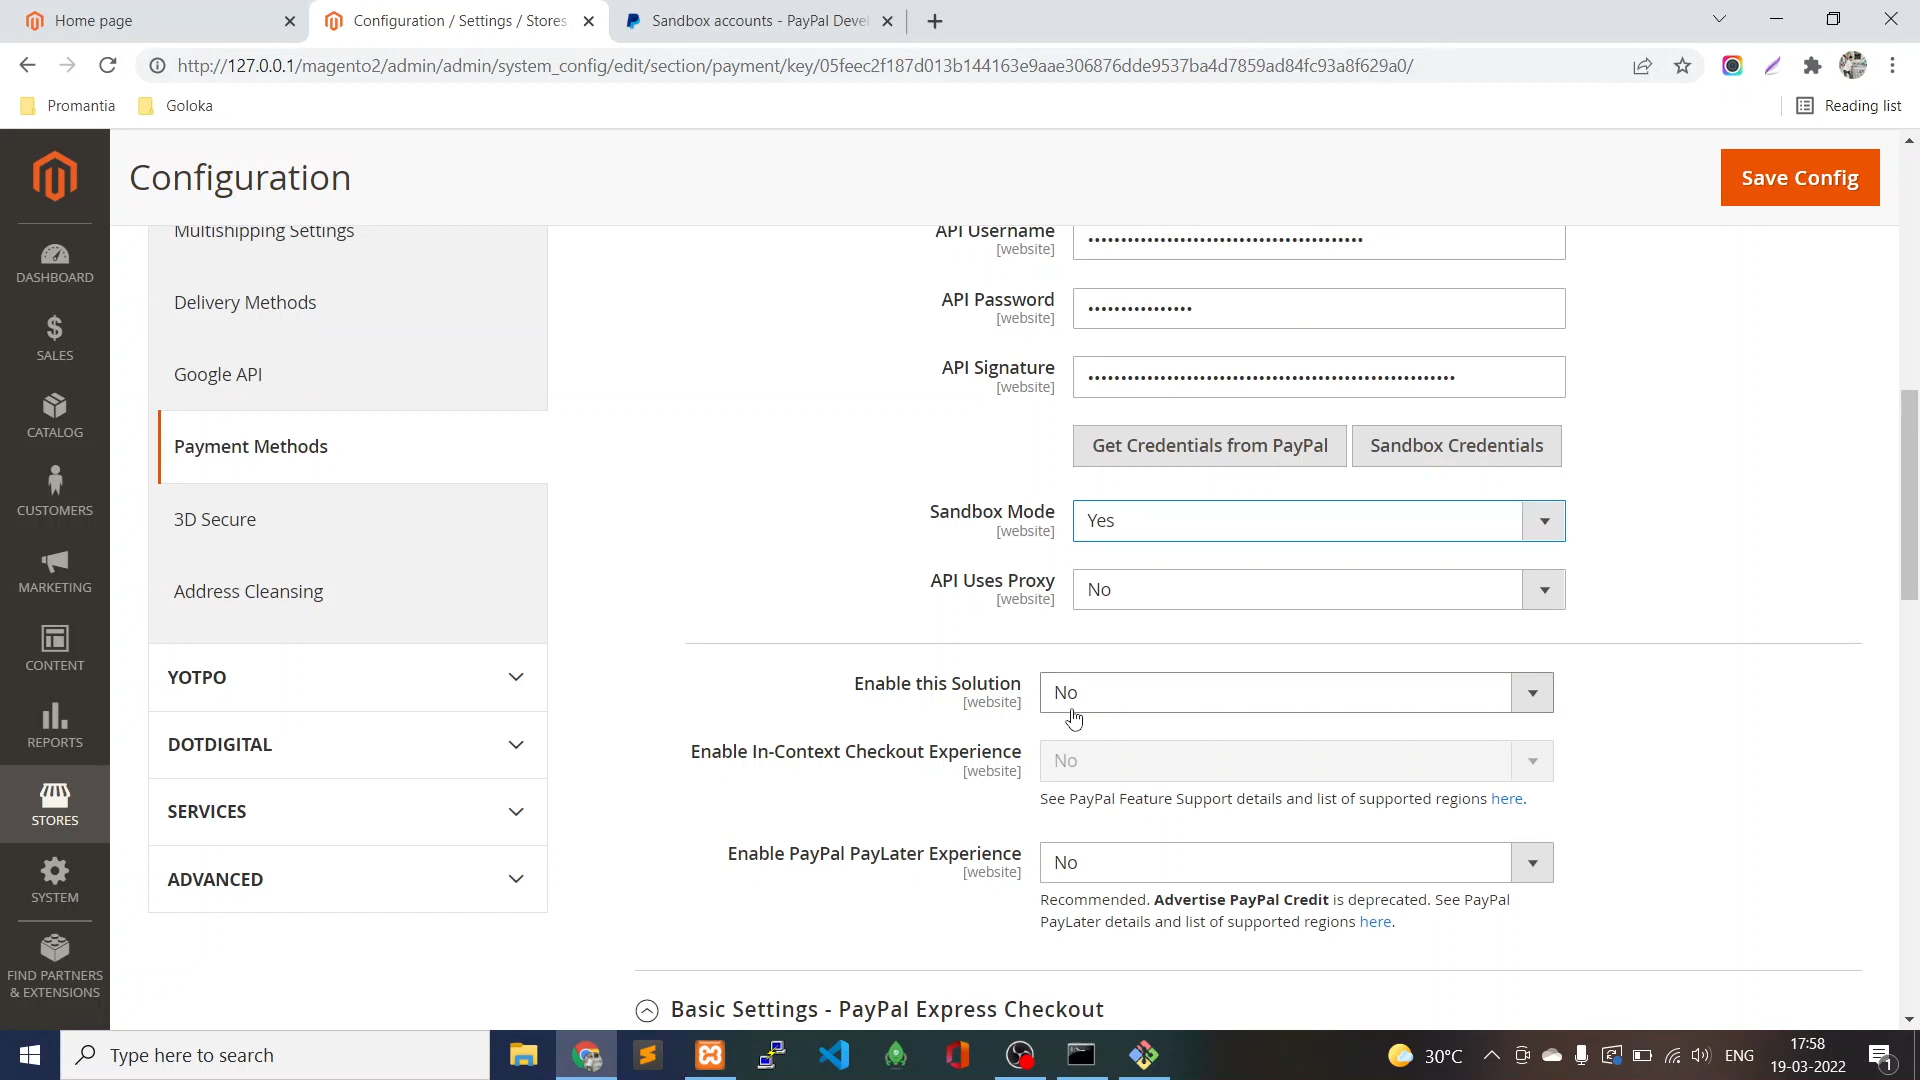 Home page
Configuration / Settings / Stores
Sandbox accounts - PayPal Devel
http://127.0.0.1/magento2/admin/admin/system_config/edit/section/payment/key/05feec2f187d013b144163e9aae306876dde9537ba4d7859ad84fc93a8f629a0/
Promantia
Goloka
Reading list
Configuration
Save Config
DASHBOARD
SALES
CATALOG
CUSTOMERS
MARKETING
CONTENT
REPORTS
STORES
SYSTEM
FIND PARTNERS
& EXTENSIONS
Multishipping Settings
Delivery Methods
Google API
Payment Methods
3D Secure
Address Cleansing
YOTPO
DOTDIGITAL
SERVICES
ADVANCED
API Username
[website]
API Password
[website]
API Signature
[website]
Get Credentials from PayPal
Sandbox Credentials
Sandbox Mode
[website]
Yes
API Uses Proxy
[website]
No
Enable this Solution
[website]
No
Enable In-Context Checkout Experience
[website]
No
See PayPal Feature Support details and list of supported regions here.
Enable PayPal PayLater Experience
[website]
No
Recommended. Advertise PayPal Credit is deprecated. See PayPal
PayLater details and list of supported regions here.
Basic Settings - PayPal Express Checkout
Type here to search
30°C
ENG
17:58
19-03-2022
1